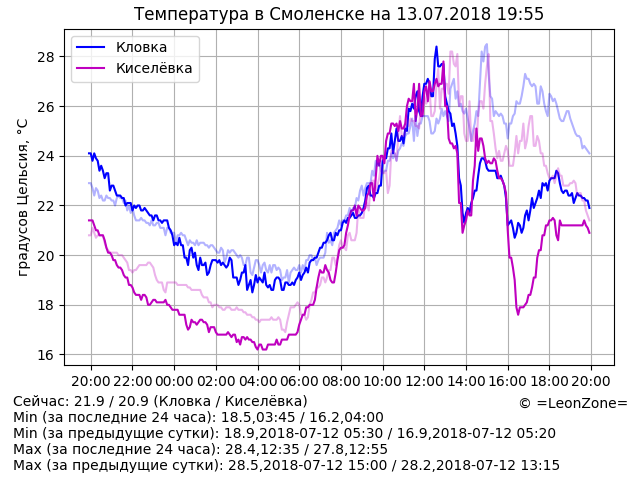 Температура в Смоленске на 13.07.2018 19:55
Кловка
Киселёвка
градусов Цельсия, °C
28
26
24
22
20
18
16
20:00 22:00 00:00 02:00 04:00 06:00 08:00 10:00 12:00 14:00 16:00 18:00 20:00
Сейчас: 21.9 / 20.9 (Кловка / Киселёвка)
© =LeonZone=
Min (за последние 24 часа): 18.5,03:45 / 16.2,04:00
Min (за предыдущие сутки): 18.9,2018-07-12 05:30 / 16.9,2018-07-12 05:20
Max (за последние 24 часа): 28.4,12:35 / 27.8,12:55
Max (за предыдущие сутки): 28.5,2018-07-12 15:00 / 28.2,2018-07-12 13:15